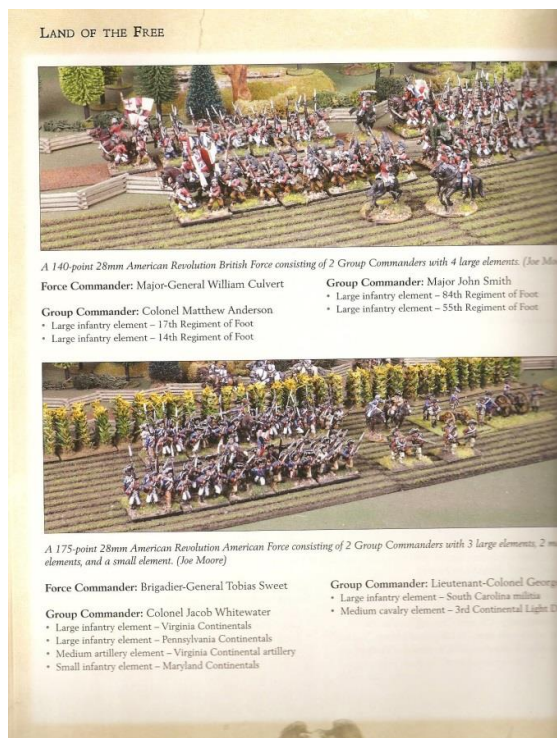 LAND OF THE FREE
A 140-point 28mm American Revolution British Force consisting of 2 Group Commanders with 4 large elements. (Joe
Force Commander: Major-General William Culvert
Group Commander: Colonel Matthew Anderson
• Large infantry element – 17th Regiment of Foot
• Large infantry element – 14th Regiment of Foot
Group Commander: Major John Smith
• Large infantry element – 84th Regiment of Foot
• Large infantry element – 55th Regiment of Foot
A 175-point 28mm American Revolution American Force consisting of 2 Group Commanders with 3 large elements, 2
elements, and a small element. (Joe Moore)
Force Commander: Brigadier-General Tobias Sweet
Group Commander: Colonel Jacob Whitewater
• Large infantry element – Virginia Continentals
• Large infantry element – Pennsylvania Continentals
• Medium artillery element – Virginia Continental artillery
• Small infantry element – Maryland Continentals
Group Commander: Lieutenant-Colonel
• Large infantry element – South Carolina militia
• Medium cavalry element – 3rd Continental Light